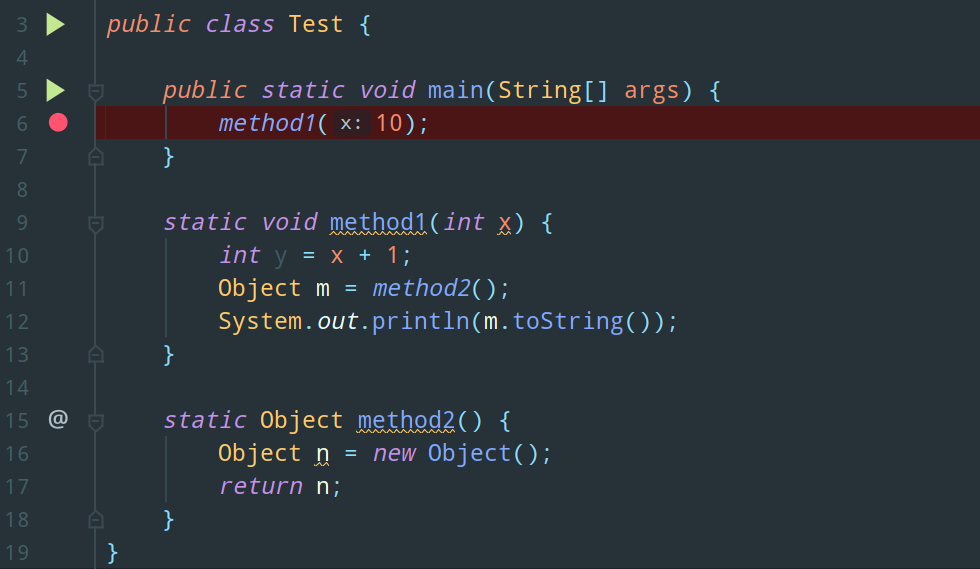 3 public class Test {
4
5 public static void main(String[] args) {
6 method1( x: 10);
7 }
8
9 static void method1(int x) {
10 int y = x + 1;
11 Object m = method2();
12 System.out.println(m.toString());
13 }
14
15 @ static Object method2() {
16 Object n = new Object();
17 return n;
18 }
19 }